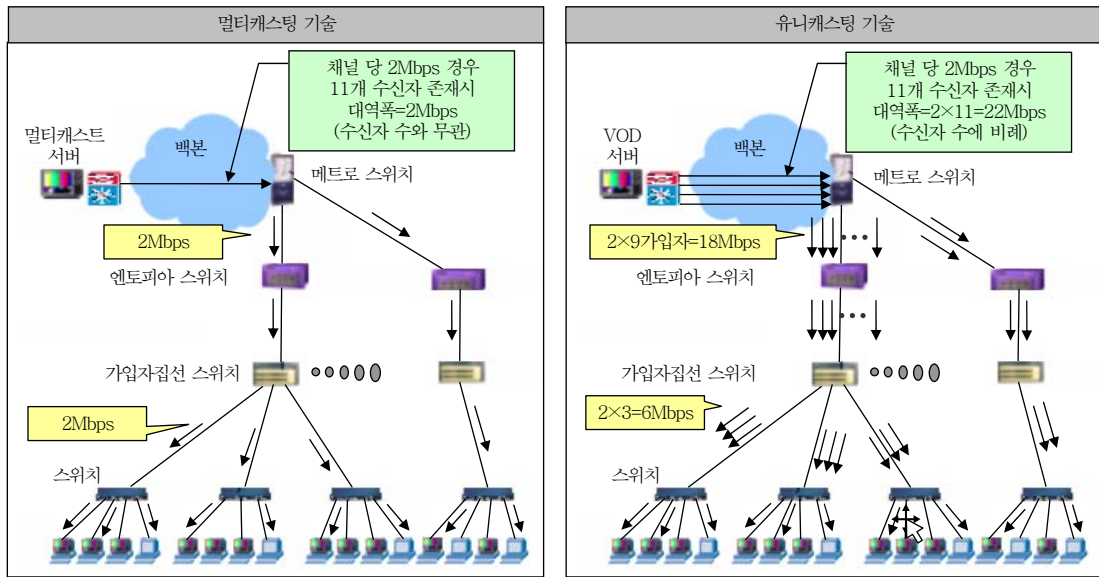 멀티캐스팅 기술
채널 당 2Mbps 경우
11개 수신자 존재시
대역폭=2Mbps
(수신자 수와 무관)
멀티캐스트
서버
백본
메트로 스위치
2Mbps
엔토피아 스위치
가입자집선 스위치
2Mbps
스위치
유니캐스팅 기술
채널 당 2Mbps 경우
11개 수신자 존재시
대역폭=2×11=22Mbps
(수신자 수에 비례)
VOD
서버
백본
메트로 스위치
2×9가입자=18Mbps
엔토피아 스위치
가입자집선 스위치
2×3=6Mbps
스위치